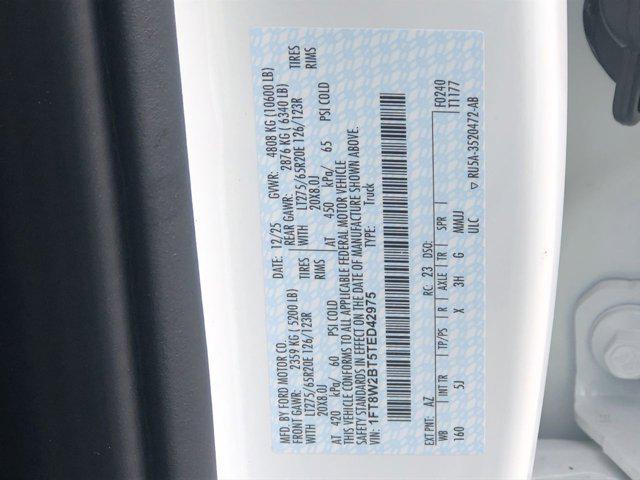 MFD. BY FORD MOTOR CO.
DATE: 12/25 GVWR: 4808 KG (10600 LB)
FRONT GAWR: 2359 KG ( 5200 LB) REAR GAWR: 2876 KG ( 6340 LB)
WITH LT275/65R20E 126/123R TIRES WITH LT275/65R20E 126/123R TIRES
20X8.0J RIMS 20X8.0J RIMS
AT 420 kPa/ 60 PSI COLD AT 450 kPa/ 65 PSI COLD
THIS VEHICLE CONFORMS TO ALL APPLICABLE FEDERAL MOTOR VEHICLE
SAFETY STANDARDS IN EFFECT ON THE DATE OF MANUFACTURE SHOWN ABOVE.
VIN: 1FT8W2BT5TED42975 TYPE: Truck
F0240
T1177
EXT PNT: AZ RC: 23 DSO:
WB INT TR TP/PS R AXLE TR SPR
160 5J X 3H G MMUJ
ULC ▽ RU5A-3520472-AB